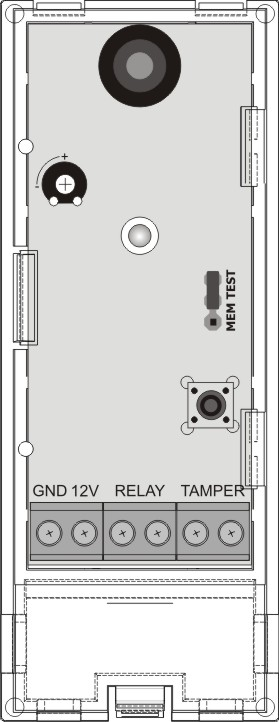 +
-
MEM TEST
GND 12V RELAY TAMPER